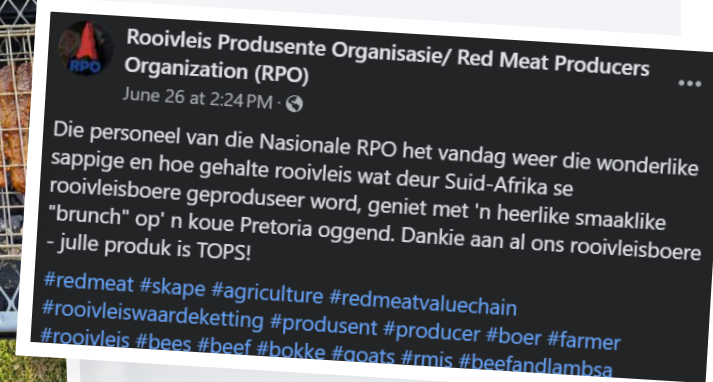 RPO
Rooivleis Produsente Organisasie/ Red Meat Producers
Organization (RPO)
June 26 at 2:24 PM ·
Die personeel van die Nasionale RPO het vandag weer die wonderlike
sappige en hoe gehalte rooivleis wat deur Suid-Afrika se
rooivleisboere geproduseer word, geniet met 'n heerlike smaaklike
"brunch" op' n koue Pretoria oggend. Dankie aan al ons rooivleisboere
- julle produk is TOPS!
#redmeat #skape #agriculture #redmeatvaluechain
#rooivleiswaardeketting #produsent #producer #boer #farmer
#rooivleis #bees #beef #bokke #goats #rmis #beefandlambsa